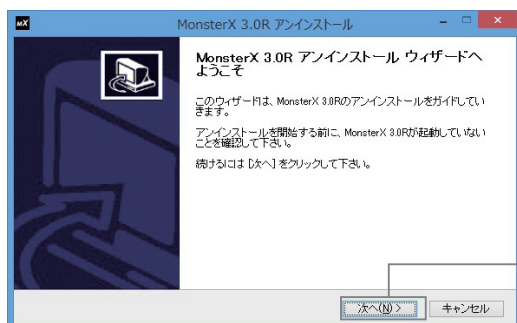 MX
MonsterX 3.0R アンインストール
MonsterX 3.0R アンインストール ウィザードへ
ようこそ
このウィザードは、MonsterX 3.0Rのアンインストールをガイドしてい
きます。
アンインストールを開始する前に、MonsterX 3.0Rが起動していない
ことを確認して下さい。
続けるには [次へ] をクリックして下さい。
次へ(N) >
キャンセル